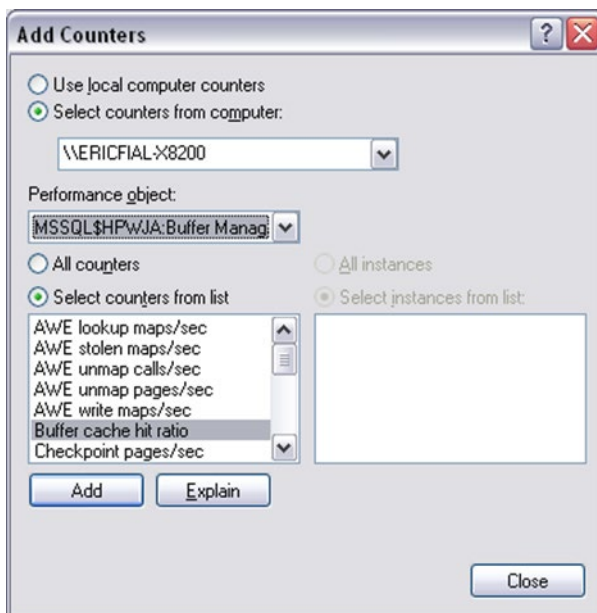 Add Counters
Use local computer counters
Select counters from computer:
\\ERICFIAL-X8200
Performance object:
MSSQL$HPWJA:Buffer Manag
All counters
All instances
Select counters from list
Select instances from list:
AWE lookup maps/sec
AWE stolen maps/sec
AWE unmap calls/sec
AWE unmap pages/sec
AWE write maps/sec
Buffer cache hit ratio
Checkpoint pages/sec
Add
Explain
Close